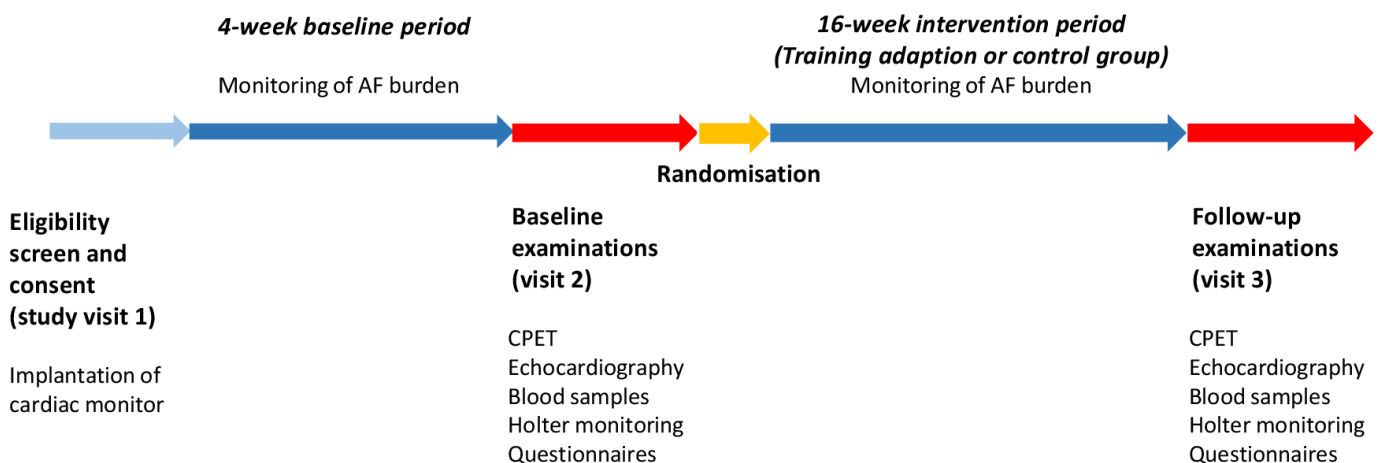 4-week baseline period
Monitoring of AF burden
16-week intervention period
(Training adaption or control group)
Monitoring of AF burden
Randomisation
Eligibility
screen and
consent
(study visit 1)
Implantation of
cardiac monitor
Baseline
examinations
(visit 2)
CPET
Echocardiography
Blood samples
Holter monitoring
Questionnaires
Follow-up
examinations
(visit 3)
CPET
Echocardiography
Blood samples
Holter monitoring
Questionnaires